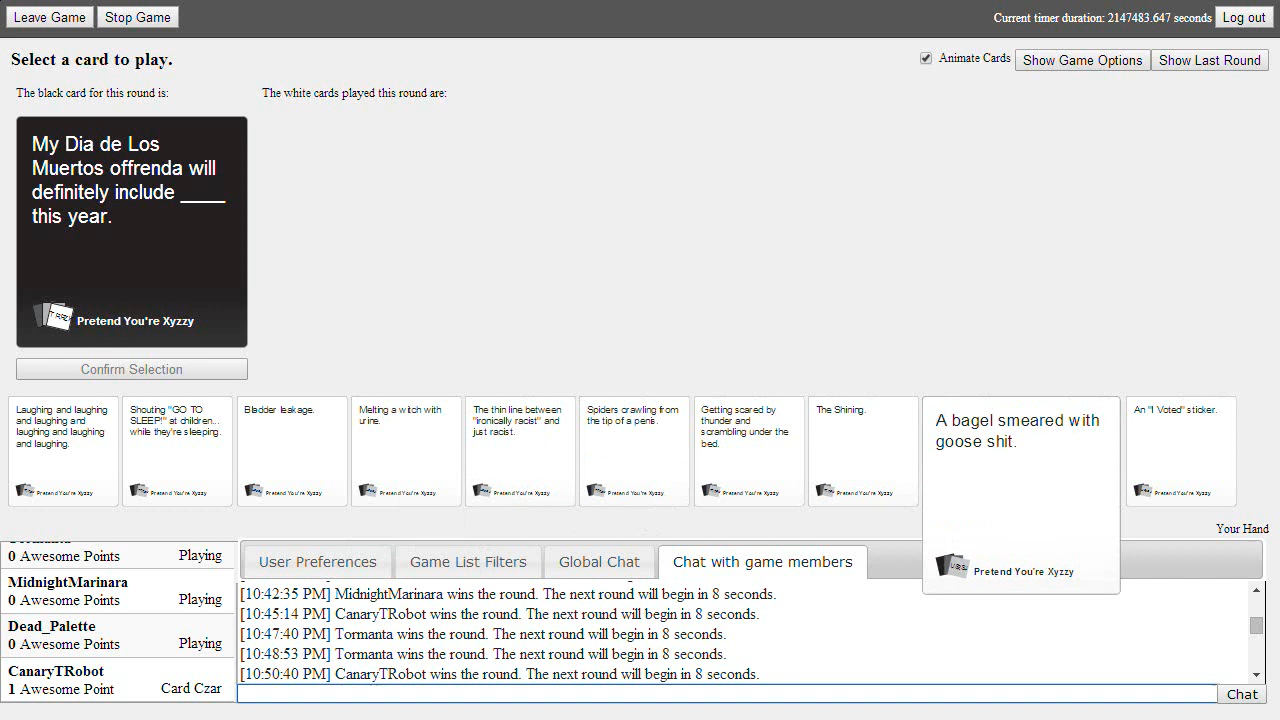 Leave Game Stop Game Current timer duration: 2147483.647 seconds Log out
Select a card to play. Animate Cards Show Game Options Show Last Round
The black card for this round is: The white cards played this round are:
My Dia de Los
Muertos offrenda will
definitely include ____
this year.
Pretend You're Xyzzy
Confirm Selection
Laughing and laughing
and laughing and
laughing and laughing
and laughing.
Pretend You're Xyzzy
Shouting "GO TO
SLEEP!" at children...
while they're sleeping.
Pretend You're Xyzzy
Bladder leakage.
Pretend You're Xyzzy
Melting a witch with
urine.
Pretend You're Xyzzy
The thin line between
"ironically racist" and
just racist.
Pretend You're Xyzzy
Spiders crawling from
the tip of a penis.
Pretend You're Xyzzy
Getting scared by
thunder and
scrambling under the
bed.
Pretend You're Xyzzy
The Shining.
Pretend You're Xyzzy
A bagel smeared with
goose shit.
Pretend You're Xyzzy
An "I Voted" sticker.
Pretend You're Xyzzy
Your Hand
0 Awesome Points Playing
MidnightMarinara
0 Awesome Points Playing
Dead_Palette
0 Awesome Points Playing
CanaryTRobot
1 Awesome Point Card Czar
User Preferences Game List Filters Global Chat Chat with game members
[10:42:35 PM] MidnightMarinara wins the round. The next round will begin in 8 seconds.
[10:45:14 PM] CanaryTRobot wins the round. The next round will begin in 8 seconds.
[10:47:40 PM] Tormanta wins the round. The next round will begin in 8 seconds.
[10:48:53 PM] Tormanta wins the round. The next round will begin in 8 seconds.
[10:50:40 PM] CanaryTRobot wins the round. The next round will begin in 8 seconds.
Chat